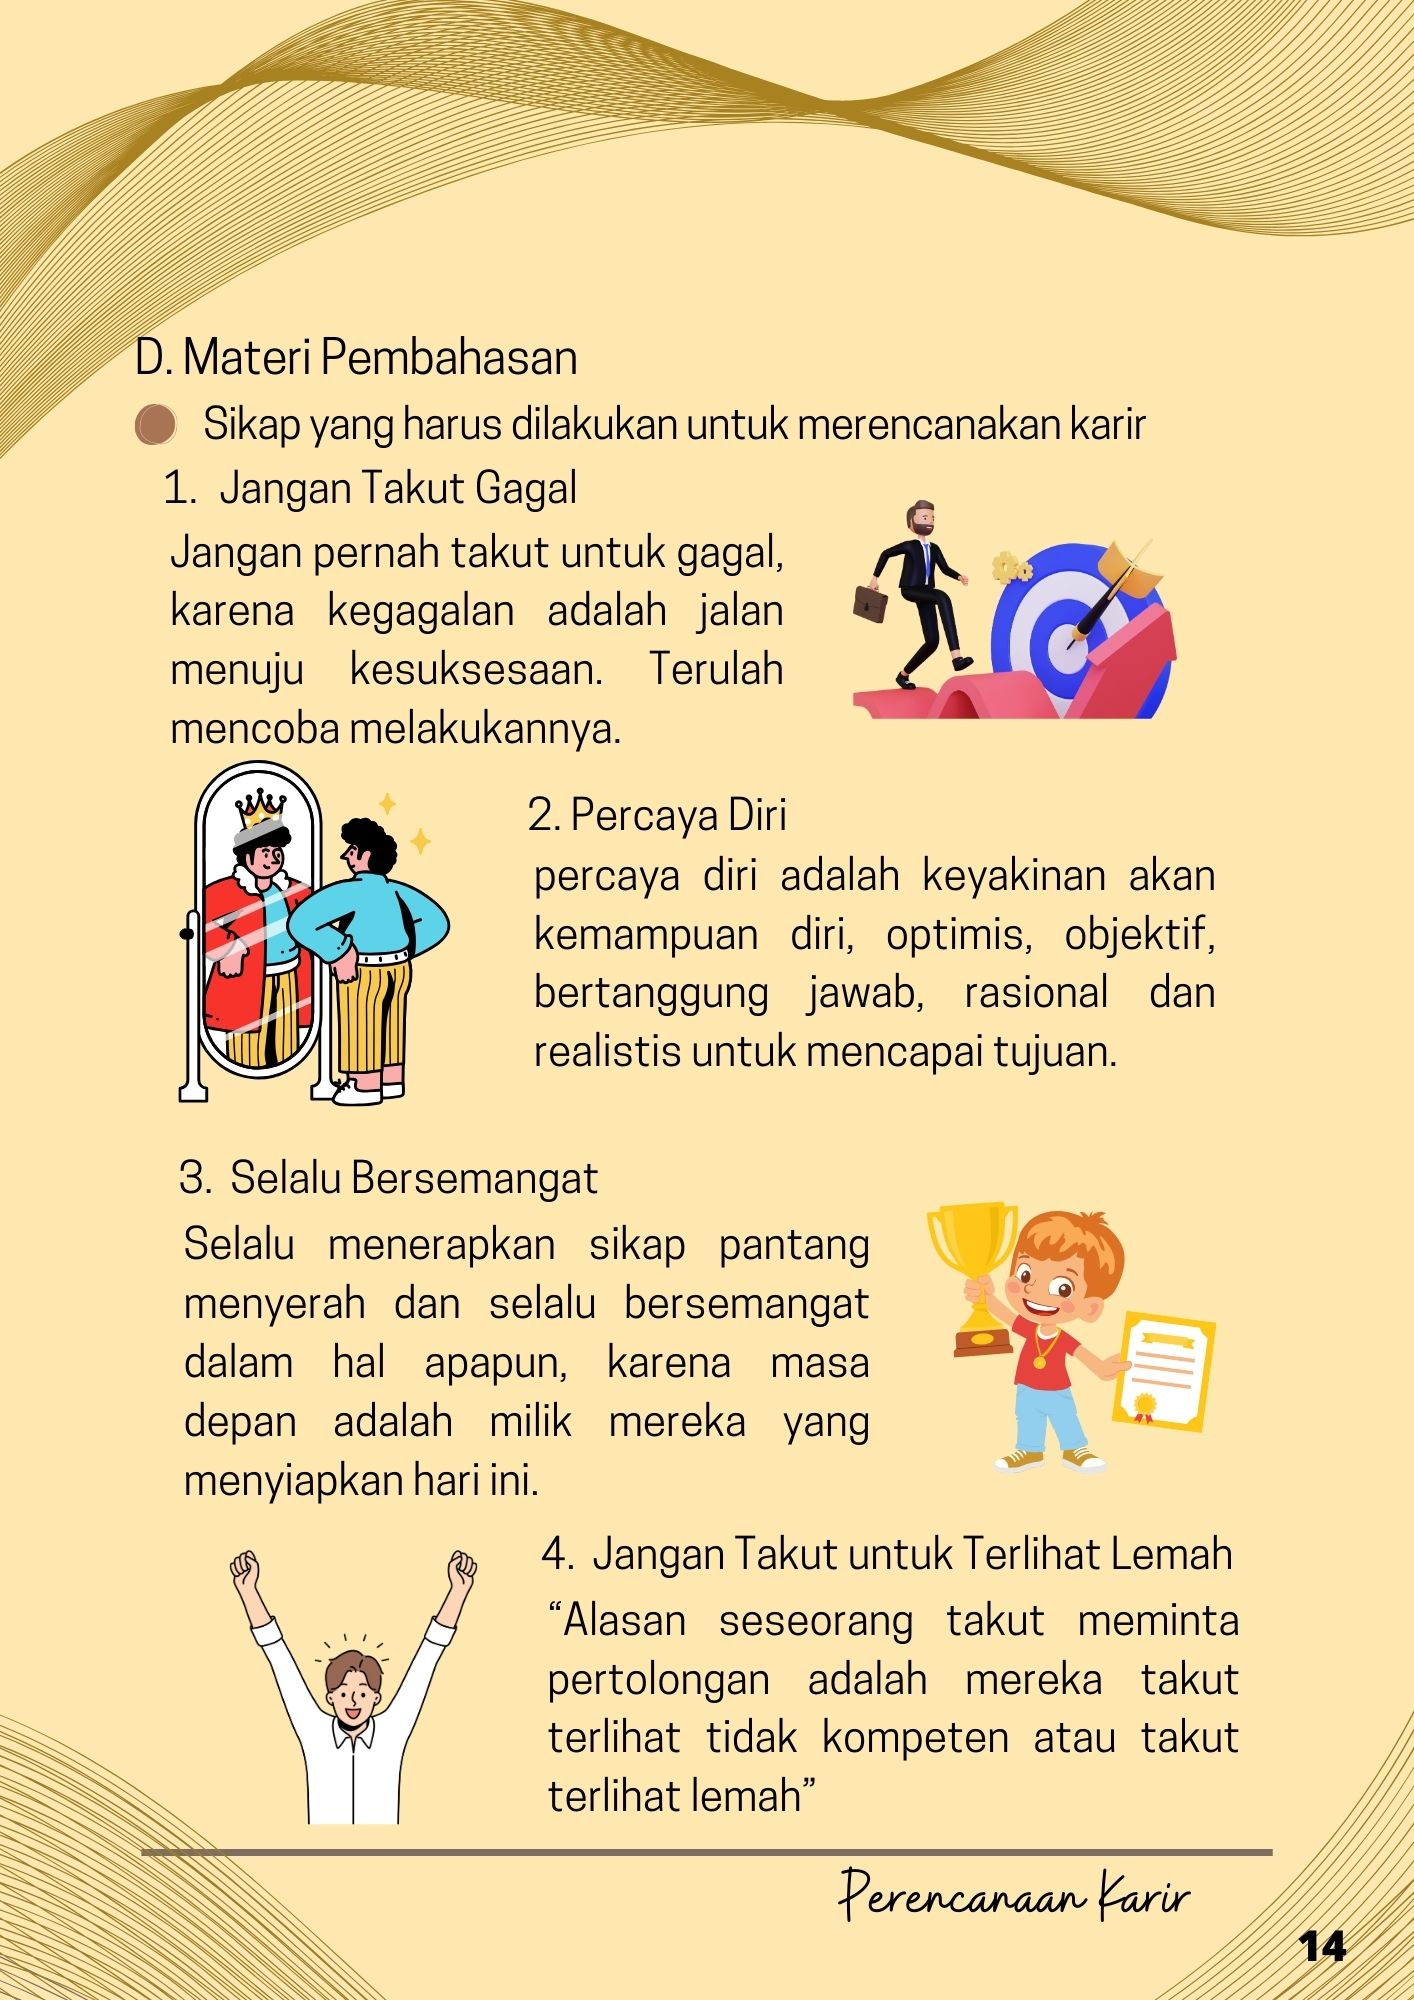 D. Materi Pembahasan
Sikap yang harus dilakukan untuk merencanakan karir
1. Jangan Takut Gagal
Jangan pernah takut untuk gagal,
karena kegagalan adalah jalan
menuju kesuksesaan. Terulah
mencoba melakukannya.
2. Percaya Diri
percaya diri adalah keyakinan akan
kemampuan diri, optimis, objektif,
bertanggung jawab, rasional dan
realistis untuk mencapai tujuan.
3. Selalu Bersemangat
Selalu menerapkan sikap pantang
menyerah dan selalu bersemangat
dalam hal apapun, karena masa
depan adalah milik mereka yang
menyiapkan hari ini.
4. Jangan Takut untuk Terlihat Lemah
“Alasan seseorang takut meminta
pertolongan adalah mereka takut
terlihat tidak kompeten atau takut
terlihat lemah”
Perencanaan Karir
14